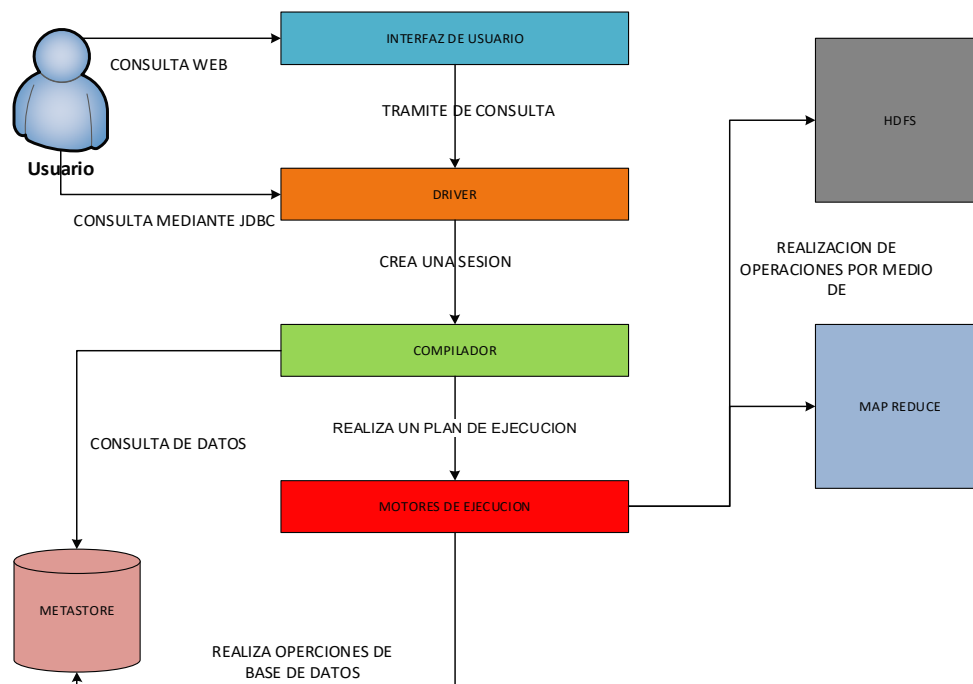 INTERFAZ DE USUARIO
CONSULTA WEB
HDFS
TRAMITE DE CONSULTA
Usuario
DRIVER
CONSULTA MEDIANTE JDBC
CREA UNA SESION
REALIZACION DE
OPERACIONES POR MEDIO
DE
COMPILADOR
MAP REDUCE
REALIZA UN PLAN DE EJECUCION
CONSULTA DE DATOS
MOTORES DE EJECUCION
METASTORE
REALIZA OPERCIONES DE
BASE DE DATOS